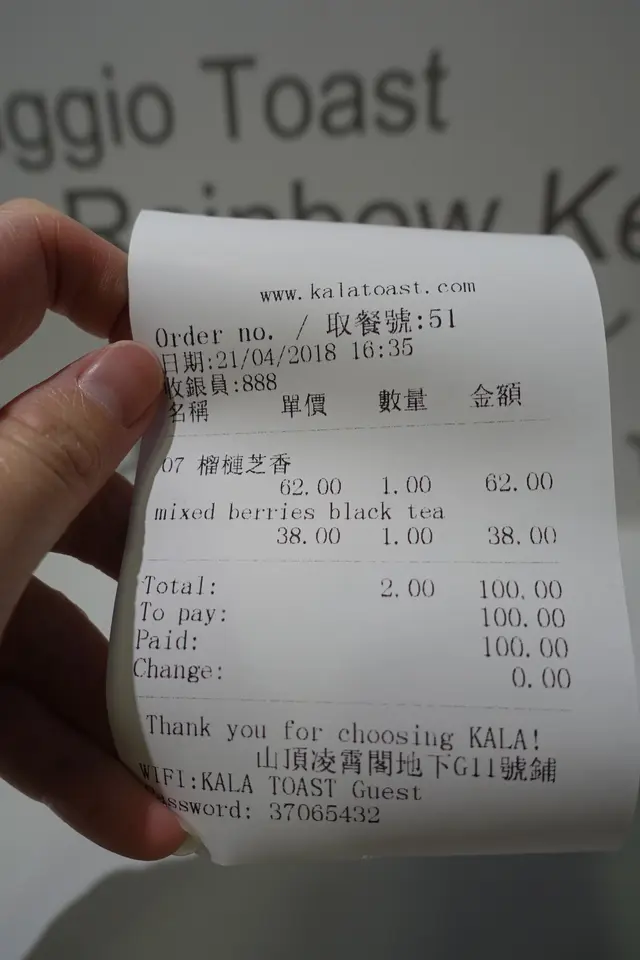 ggio Toast
Rainbow Ke
www.kalatoast.com
Order no. / 取餐號:51
日期:21/04/2018 16:35
收銀員:888
名稱 單價 數量 金額
07 榴槤芝香
62.00 1.00 62.00
mixed berries black tea
38.00 1.00 38.00
Total: 2.00 100.00
To pay: 100.00
Paid: 100.00
Change: 0.00
Thank you for choosing KALA!
山頂凌霄閣地下G11號鋪
WIFI:KALA TOAST Guest
Password: 37065432